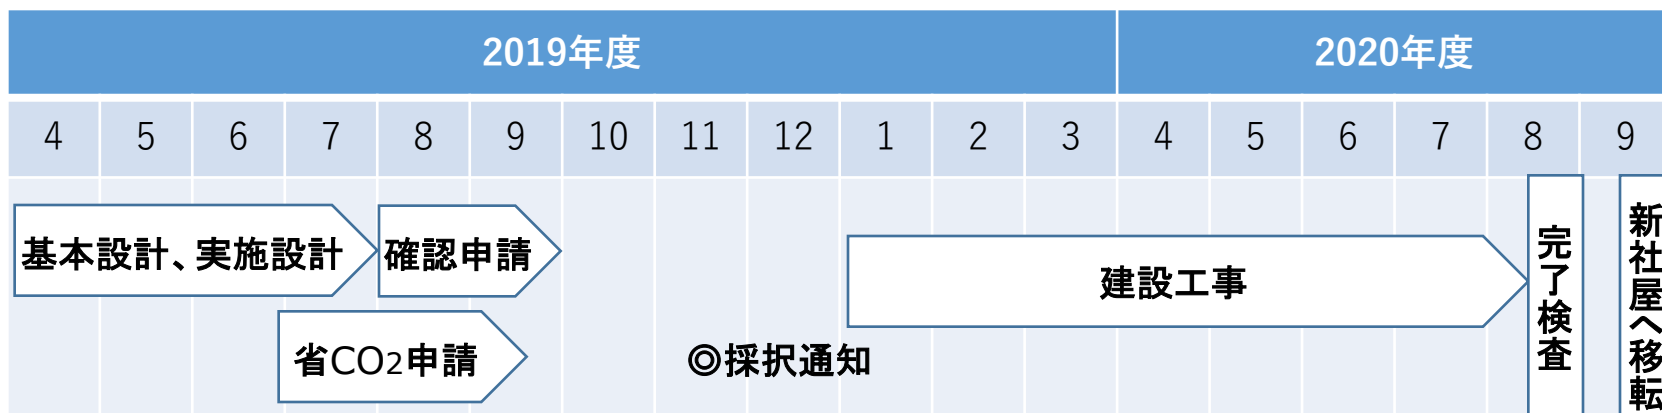 2019年度 2020年度
4 5 6 7 8 9 10 11 12 1 2 3 4 5 6 7 8 9
基本設計、実施設計
確認申請
建設工事
完了検査
新社屋へ移転
省CO2申請
◎採択通知